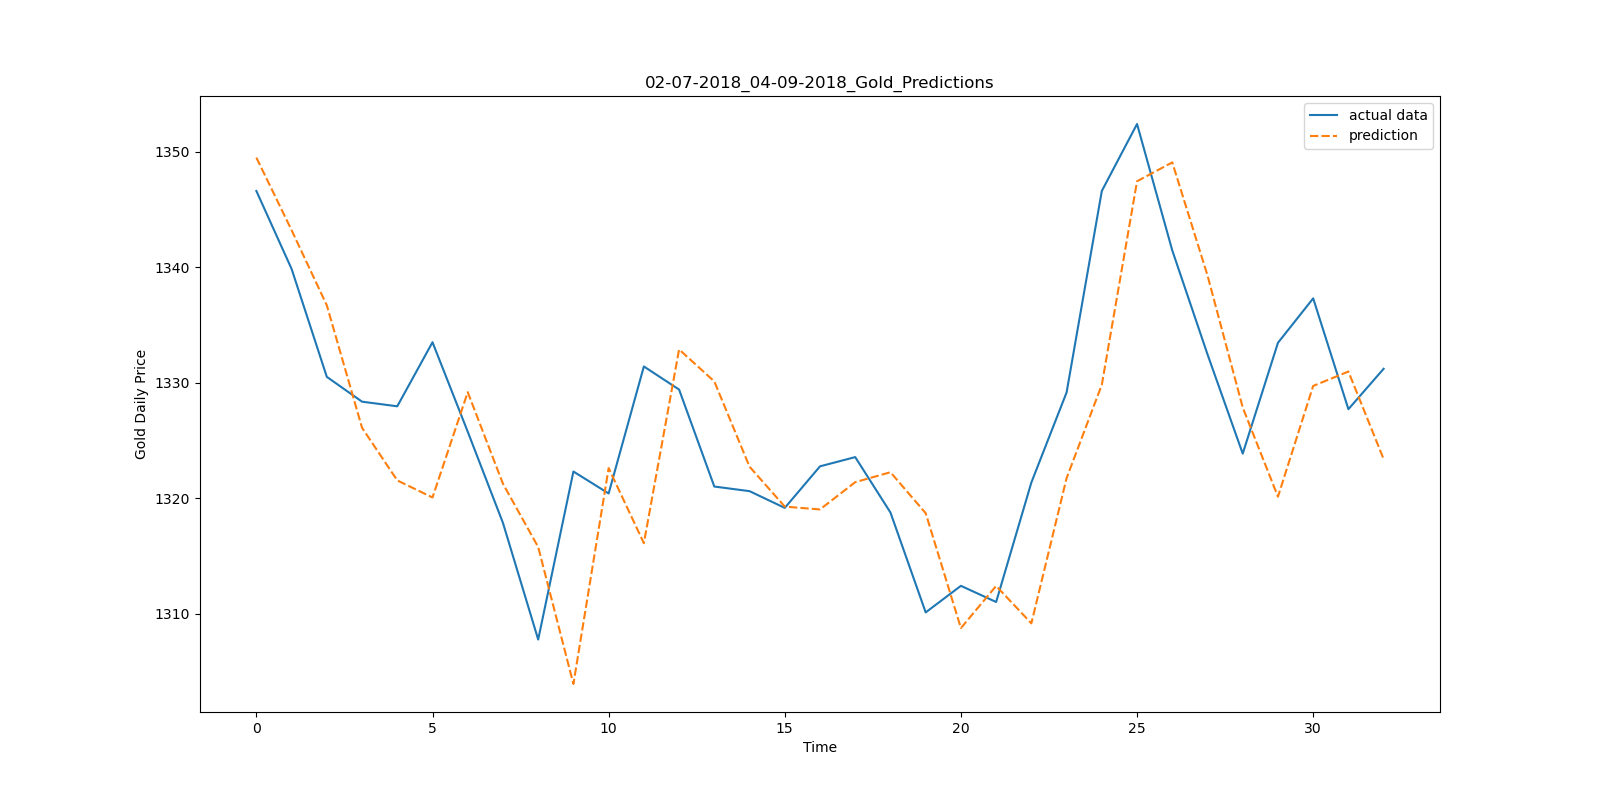 02-07-2018_04-09-2018_Gold_Predictions
actual data
prediction
Gold Daily Price
1350
1340
1330
1320
1310
0 5 10 15 20 25 30
Time